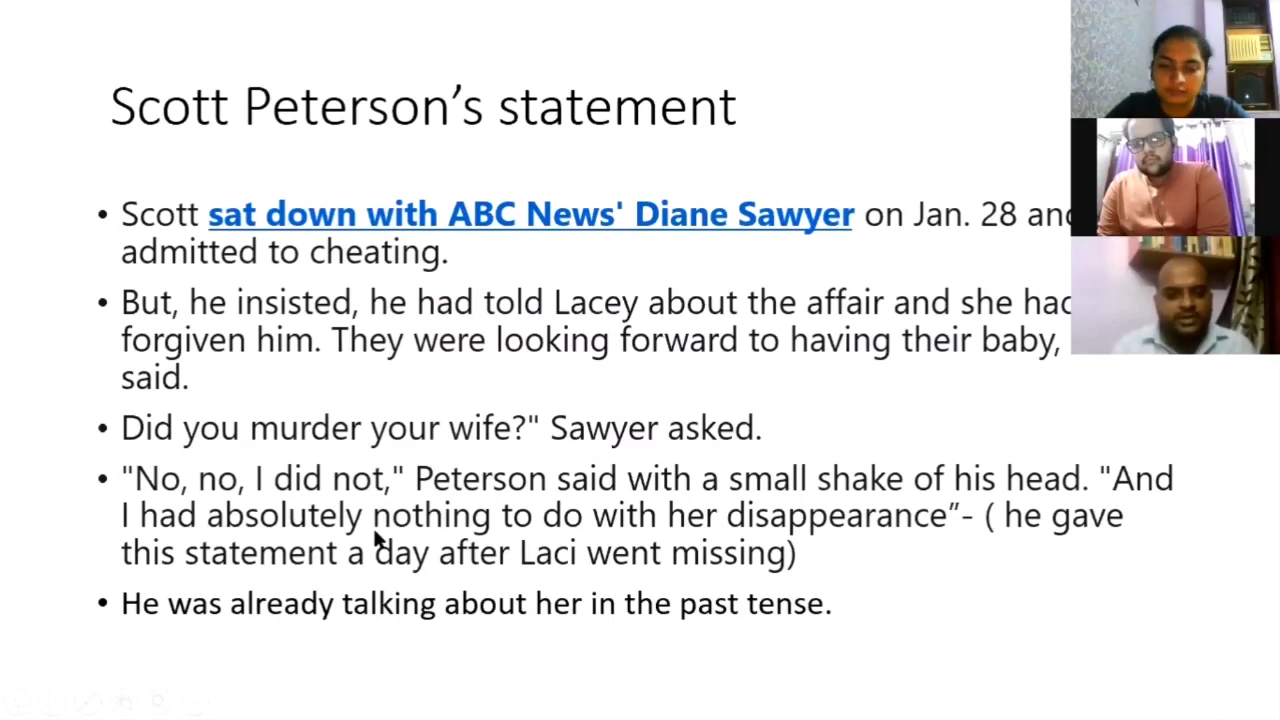 Scott Peterson’s statement
• Scott sat down with ABC News' Diane Sawyer on Jan. 28 and
admitted to cheating.
• But, he insisted, he had told Lacey about the affair and she had
forgiven him. They were looking forward to having their baby,
said.
• Did you murder your wife?" Sawyer asked.
• "No, no, I did not," Peterson said with a small shake of his head. "And
I had absolutely nothing to do with her disappearance”- ( he gave
this statement a day after Laci went missing)
• He was already talking about her in the past tense.